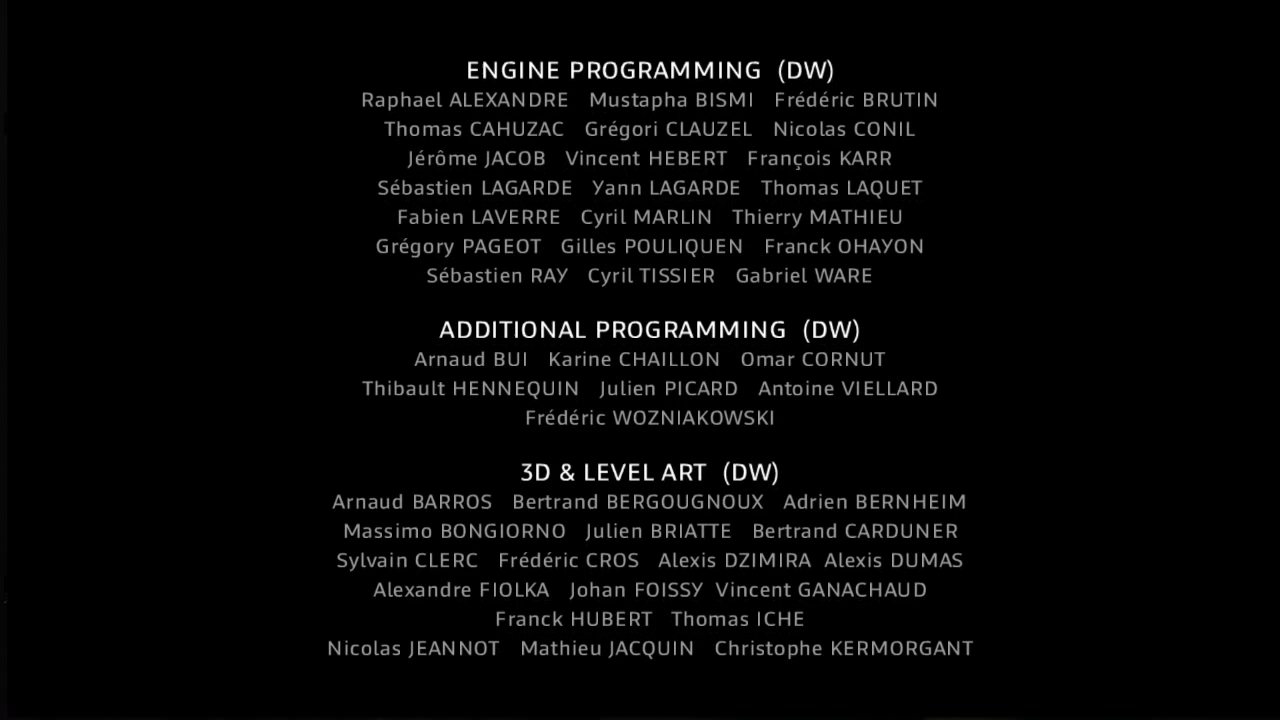 ENGINE PROGRAMMING (DW)
Raphael ALEXANDRE Mustapha BISMI Frédéric BRUTIN
Thomas CAHUZAC Grégori CLAUZEL Nicolas CONIL
Jérôme JACOB Vincent HEBERT François KARR
Sébastien LAGARDE Yann LAGARDE Thomas LAQUET
Fabien LAVERRE Cyril MARLIN Thierry MATHIEU
Grégory PAGEOT Gilles POULIQUEN Franck OHAYON
Sébastien RAY Cyril TISSIER Gabriel WARE
ADDITIONAL PROGRAMMING (DW)
Arnaud BUI Karine CHAILLON Omar CORNUT
Thibault HENNEQUIN Julien PICARD Antoine VIELLARD
Frédéric WOZNIAKOWSKI
3D & LEVEL ART (DW)
Arnaud BARROS Bertrand BERGOUGNOUX Adrien BERNHEIM
Massimo BONGIORNO Julien BRIATTE Bertrand CARDUNER
Sylvain CLERC Frédéric CROS Alexis DZIMIRA Alexis DUMAS
Alexandre FIOLKA Johan FOISSY Vincent GANACHAUD
Franck HUBERT Thomas ICHE
Nicolas JEANNOT Mathieu JACQUIN Christophe KERMORGANT